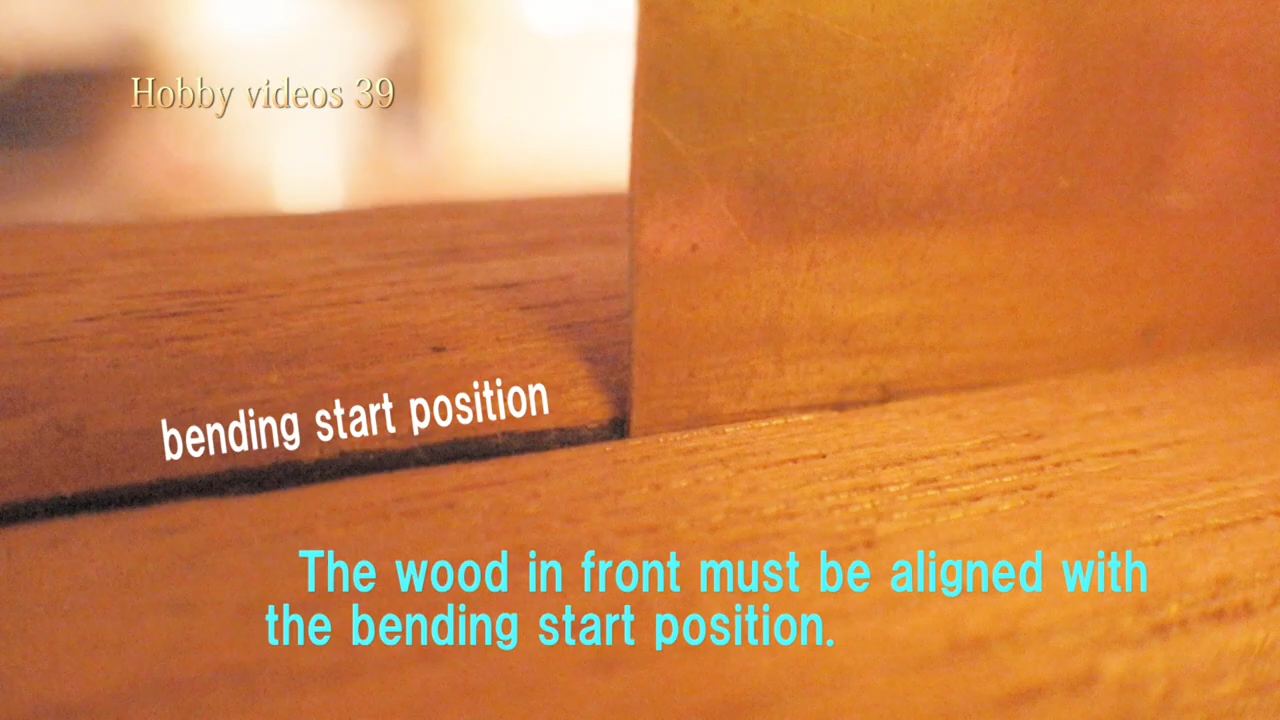 Hobby videos 39
bending start position
The wood in front must be aligned with
the bending start position.